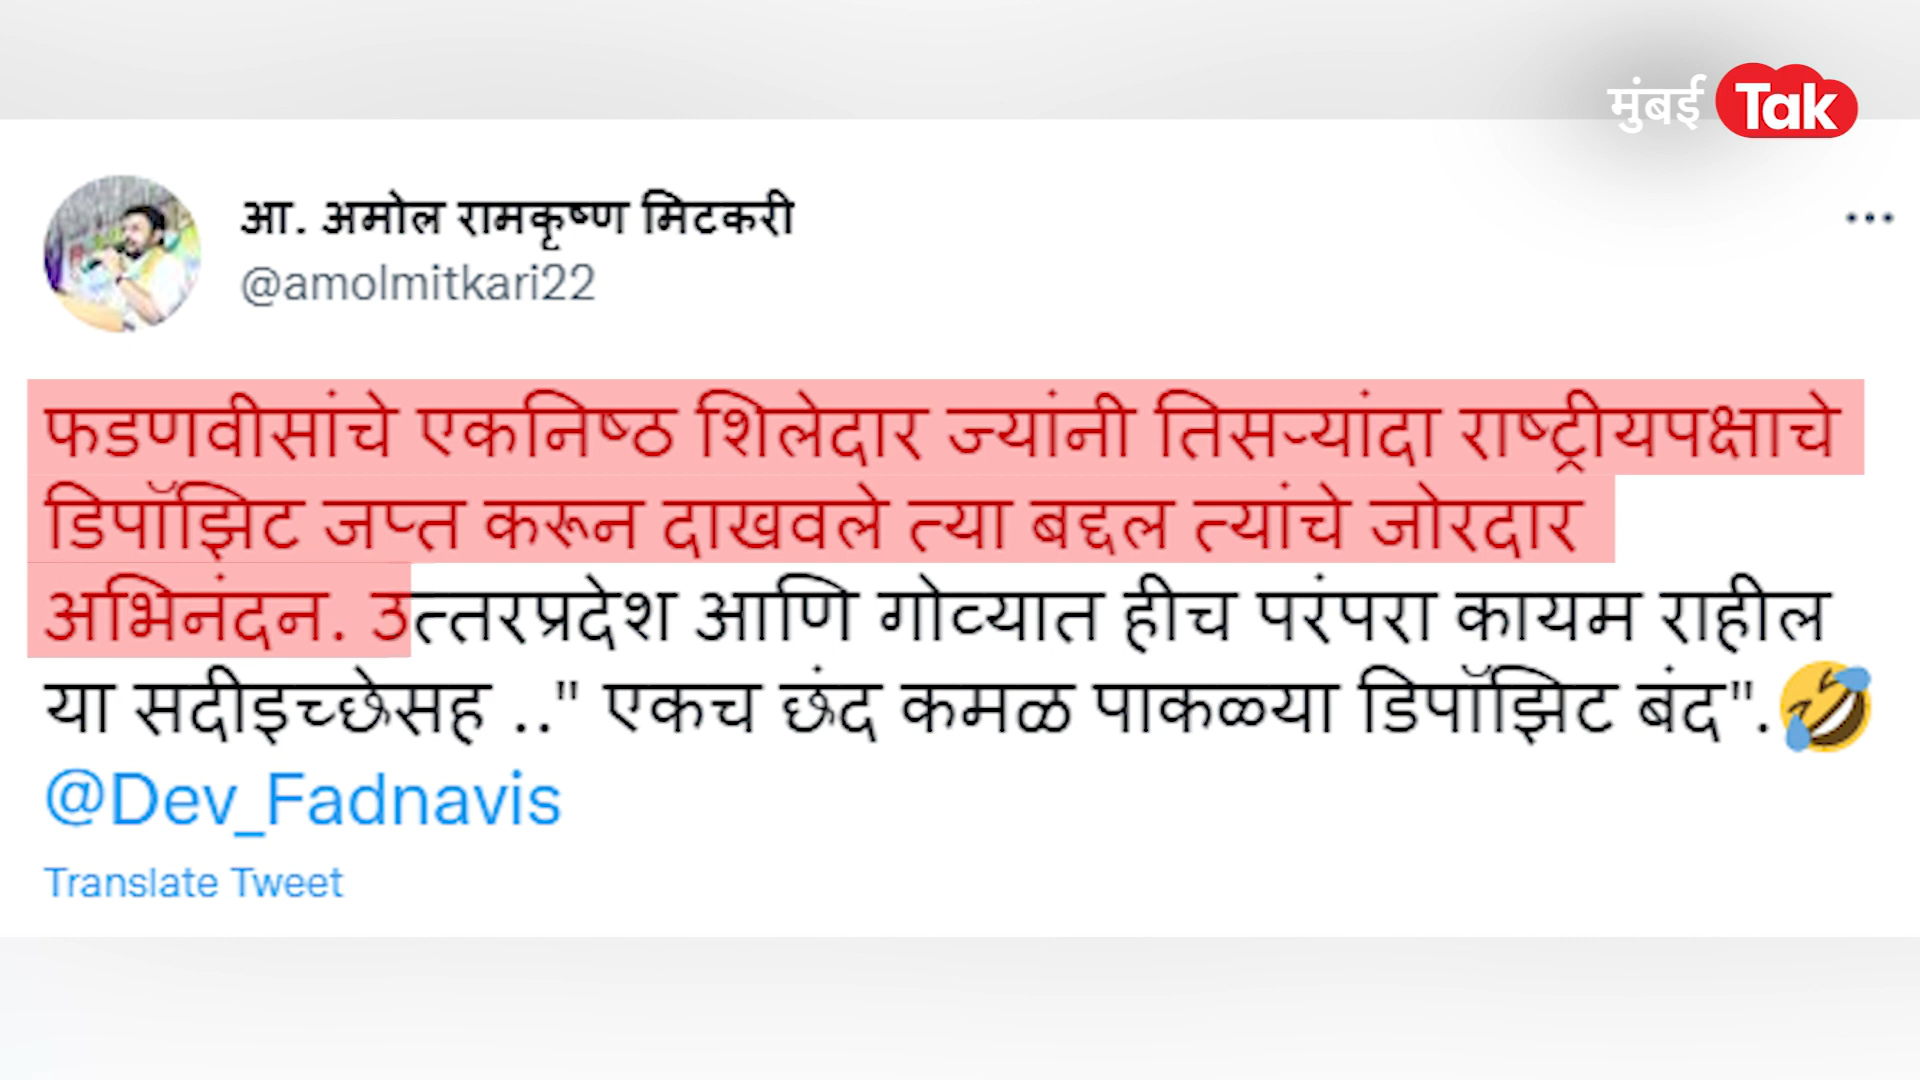 मुंबई Tak
आ. अमोल रामकृष्ण मिटकरी
@amolmitkari22
फडणवीसांचे एकनिष्ठ शिलेदार ज्यांनी तिसऱ्यांदा राष्ट्रीयपक्षाचे
डिपॉझिट जप्त करून दाखवले त्या बद्दल त्यांचे जोरदार
अभिनंदन. उत्तरप्रदेश आणि गोव्यात हीच परंपरा कायम राहील
या सदीइच्छेसह .." एकच छंद कमळ पाकळ्या डिपॉझिट बंद".🤣
@Dev_Fadnavis
Translate Tweet